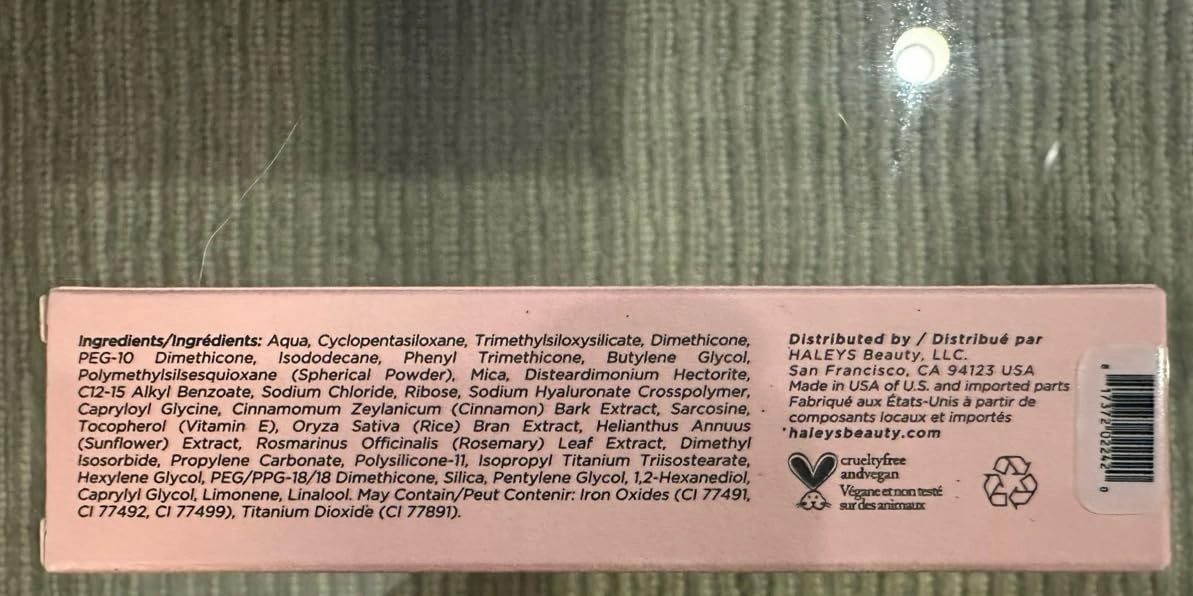 Ingredients/Ingrédients: Aqua, Cyclopentasiloxane, Trimethylsiloxysilicate, Dimethicone,
PEG-10 Dimethicone, Isododecane, Phenyl Trimethicone, Butylene Glycol,
Polymethylsilsesquioxane (Spherical Powder), Mica, Disteardimonium Hectorite,
C12-15 Alkyl Benzoate, Sodium Chloride, Ribose, Sodium Hyaluronate Crosspolymer,
Capryloyl Glycine, Cinnamomum Zeylanicum (Cinnamon) Bark Extract, Sarcosine,
Tocopherol (Vitamin E), Oryza Sativa (Rice) Bran Extract, Helianthus Annuus
(Sunflower) Extract, Rosmarinus Officinalis (Rosemary) Leaf Extract, Dimethyl
Isosorbide, Propylene Carbonate, Polysilicone-11, Isopropyl Titanium Triisostearate,
Hexylene Glycol, PEG/PPG-18/18 Dimethicone, Silica, Pentylene Glycol, 1,2-Hexanediol,
Caprylyl Glycol, Limonene, Linalool. May Contain/Peut Contenir: Iron Oxides (CI 77491,
CI 77492, CI 77499), Titanium Dioxide (CI 77891).
Distributed by / Distribué par
HALEYS Beauty, LLC.
San Francisco, CA 94123 USA
Made in USA of U.S. and imported parts
Fabriqué aux États-Unis à partir de
composants locaux et importés
haleysbeauty.com
crueltyfree
andvegan
Végane et non testé
sur des animaux